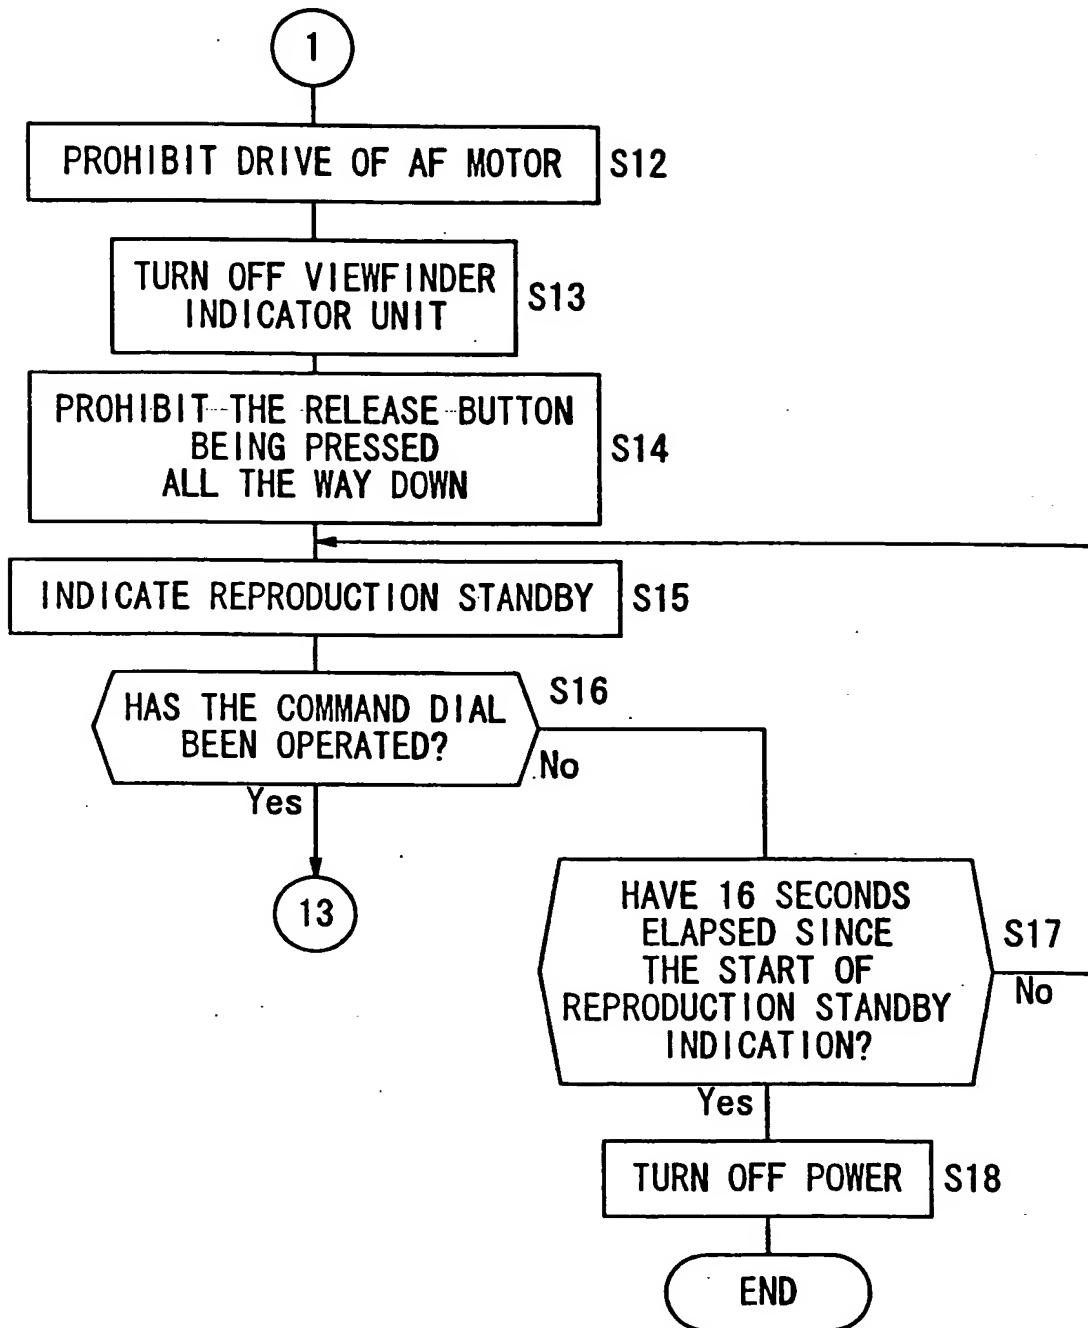 1
PROHIBIT DRIVE OF AF MOTOR
S12
TURN OFF VIEWFINDER
INDICATOR UNIT
S13
PROHIBIT THE RELEASE BUTTON
BEING PRESSED
ALL THE WAY DOWN
S14
INDICATE REPRODUCTION STANDBY
S15
HAS THE COMMAND DIAL
BEEN OPERATED?
S16
No
Yes
13
HAVE 16 SECONDS
ELAPSED SINCE
THE START OF
REPRODUCTION STANDBY
INDICATION?
S17
No
Yes
TURN OFF POWER
S18
END